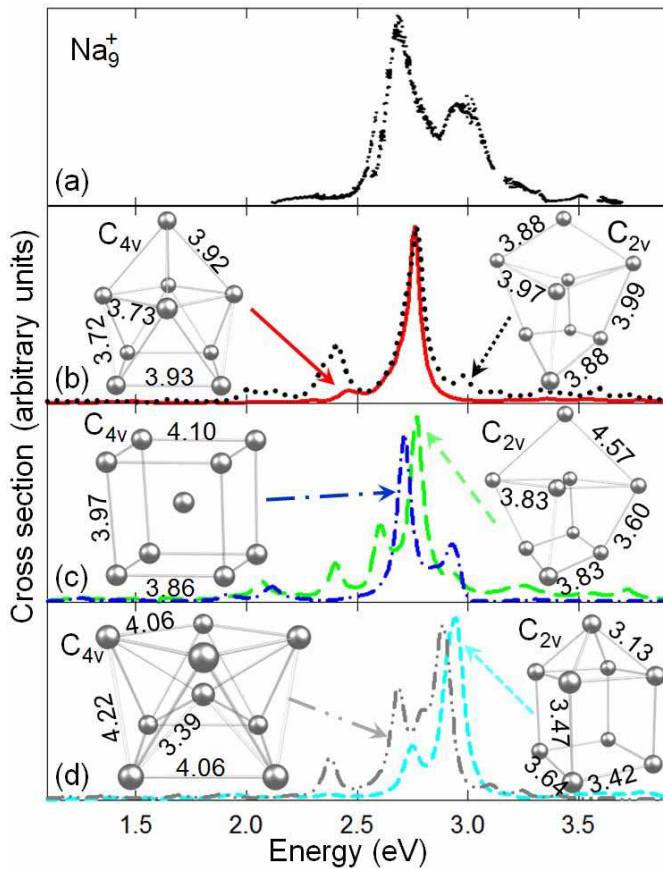 Na₉⁺
(a)
C₄ᵥ
3.92
3.73
3.72
3.93
C₂ᵥ
3.88
3.97
3.99
3.88
(b)
C₄ᵥ
4.10
3.97
3.86
C₂ᵥ
4.57
3.83
3.60
3.83
(c)
C₄ᵥ
4.06
4.22
3.39
4.06
C₂ᵥ
3.13
3.47
3.64
3.42
(d)
Cross section (arbitrary units)
1.5 2.0 2.5 3.0 3.5
Energy (eV)